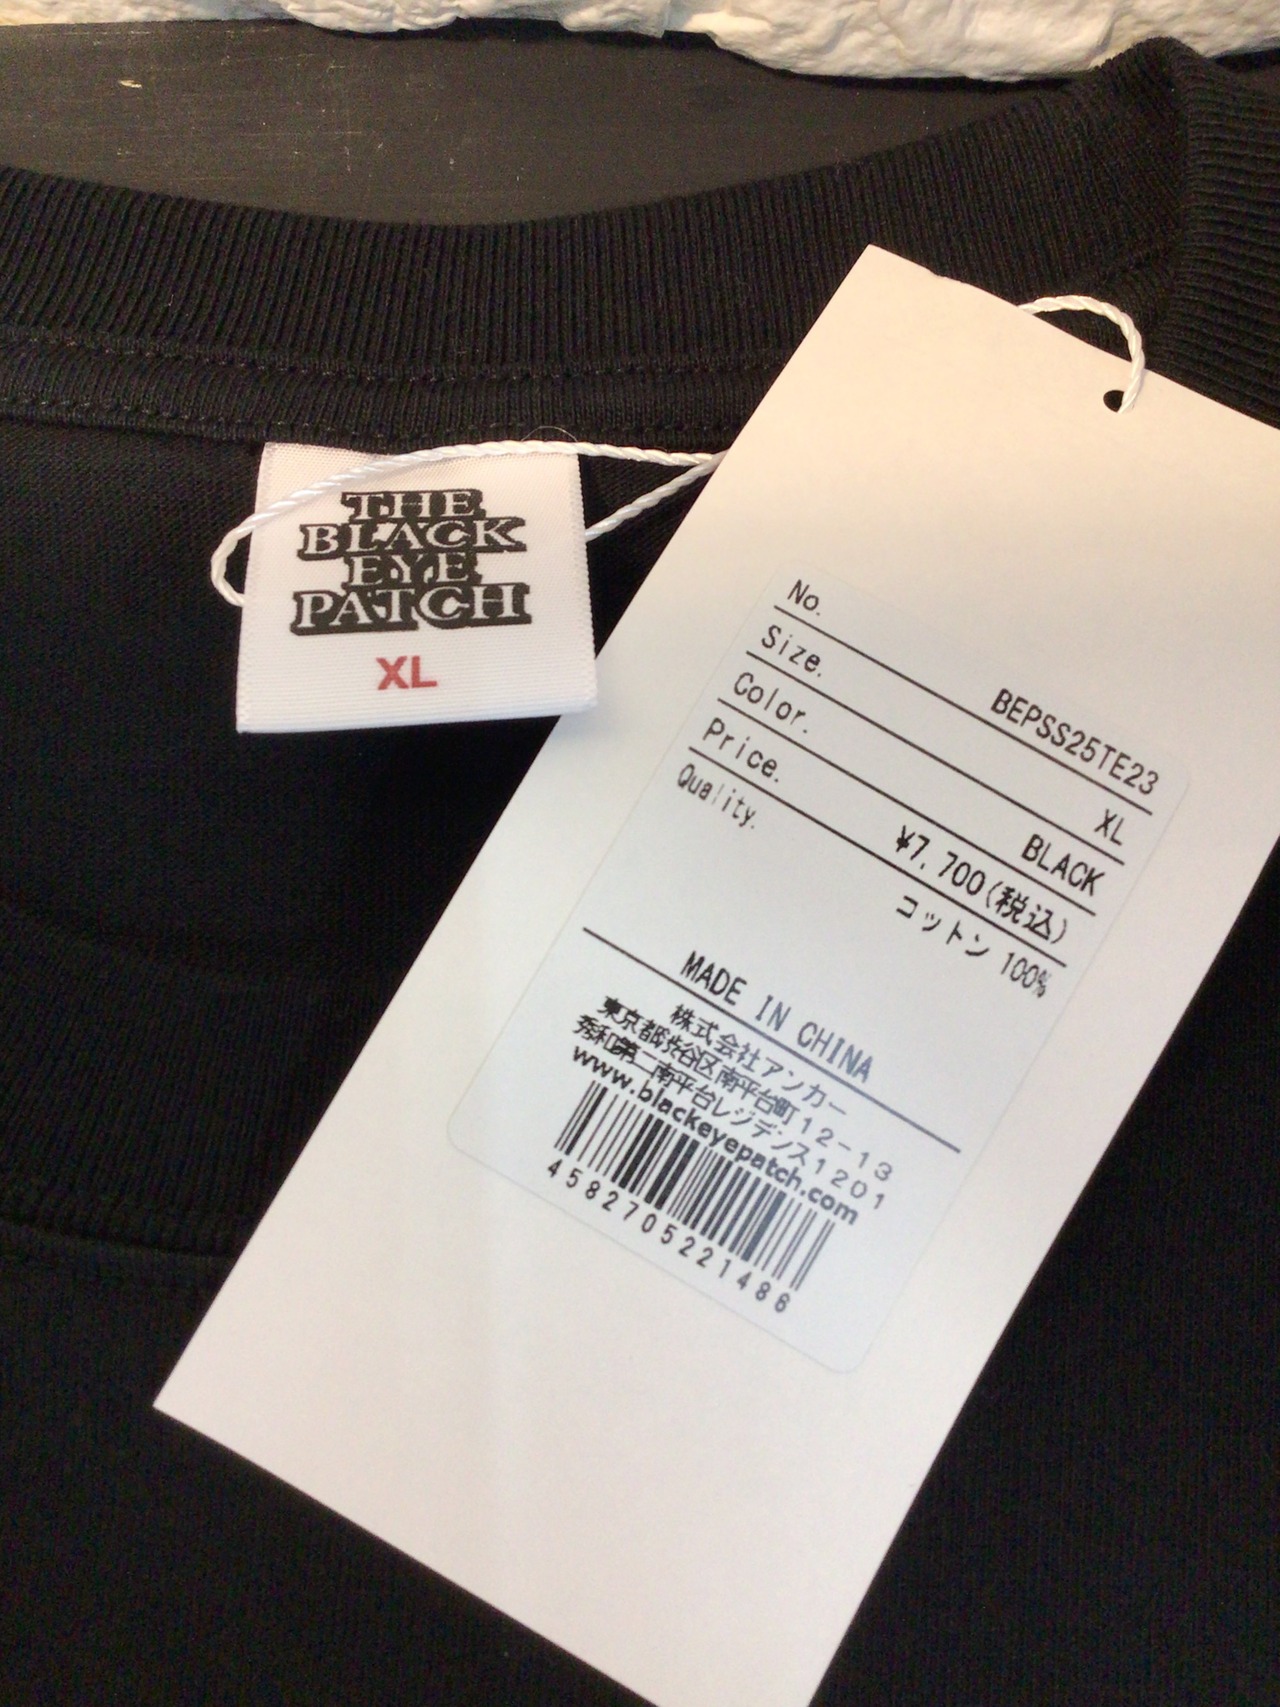 THE
BLACK
EYE
PATCH
XL
No. BEPSS25TE23
Size. XL
Color. BLACK
Price. ¥7,700(税込)
Quality. コットン 100%
MADE IN CHINA
株式会社アンカー
東京都渋谷区南平台町12-13
秀和第二南平台レジデンス1201
www.blackeyepatch.com
4582705221486